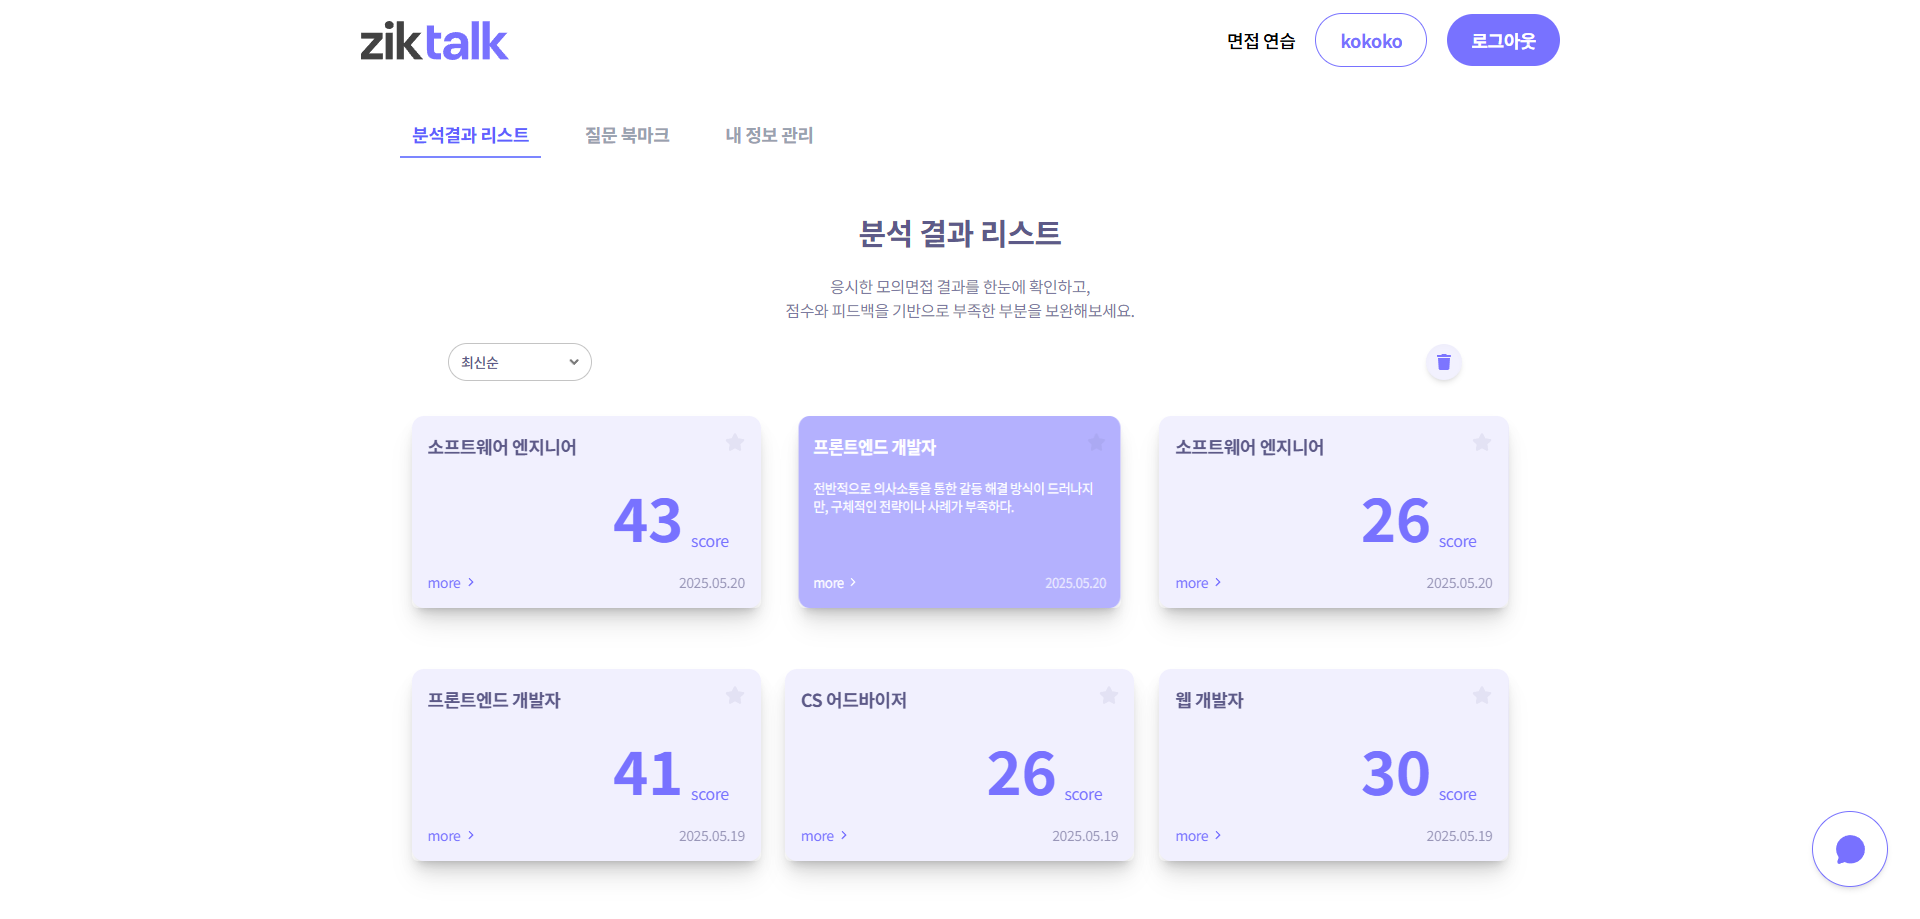 ziktalk
면접 연습
kokoko
로그아웃
분석결과 리스트
질문 북마크
내 정보 관리
분석 결과 리스트
응시한 모의면접 결과를 한눈에 확인하고,
점수와 피드백을 기반으로 부족한 부분을 보완해보세요.
최신순
소프트웨어 엔지니어
43 score
more
2025.05.20
프론트엔드 개발자
전반적으로 의사소통을 통한 갈등 해결 방식이 드러나지
만, 구체적인 전략이나 사례가 부족하다.
more
2025.05.20
소프트웨어 엔지니어
26 score
more
2025.05.20
프론트엔드 개발자
41 score
more
2025.05.19
CS 어드바이저
26 score
more
2025.05.19
웹 개발자
30 score
more
2025.05.19